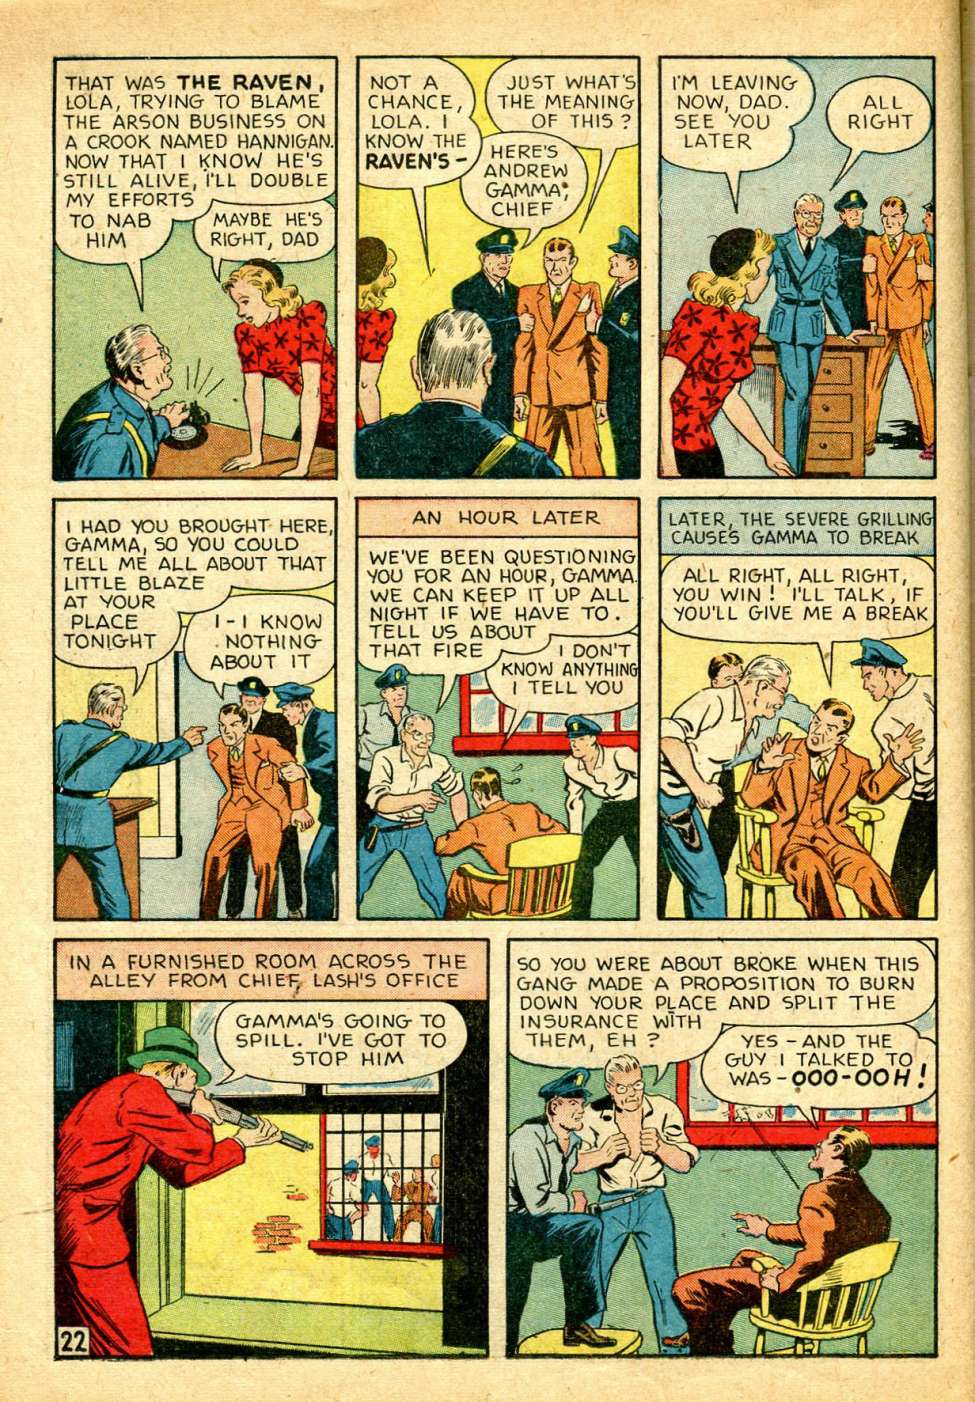 THAT WAS THE RAVEN,
LOLA, TRYING TO BLAME
THE ARSON BUSINESS ON
A CROOK NAMED HANNIGAN.
NOW THAT I KNOW HE'S
STILL ALIVE, I'LL DOUBLE
MY EFFORTS
TO NAB
HIM
MAYBE HE'S
RIGHT, DAD
NOT A
CHANCE,
LOLA. I
KNOW THE
RAVEN'S -
HERE'S
ANDREW
GAMMA,
CHIEF
JUST WHAT'S
THE MEANING
OF THIS?
I'M LEAVING
NOW, DAD.
SEE YOU
LATER
ALL
RIGHT
I HAD YOU BROUGHT HERE,
GAMMA, SO YOU COULD
TELL ME ALL ABOUT THAT
LITTLE BLAZE
AT YOUR
PLACE
TONIGHT
I - I KNOW
NOTHING
ABOUT IT
AN HOUR LATER
WE'VE BEEN QUESTIONING
YOU FOR AN HOUR, GAMMA.
WE CAN KEEP IT UP ALL
NIGHT IF WE HAVE TO.
TELL US ABOUT
THAT FIRE
I DON'T
KNOW ANYTHING
I TELL YOU
LATER, THE SEVERE GRILLING
CAUSES GAMMA TO BREAK
ALL RIGHT, ALL RIGHT,
YOU WIN! I'LL TALK, IF
YOU'LL GIVE ME A BREAK
IN A FURNISHED ROOM ACROSS THE
ALLEY FROM CHIEF LASH'S OFFICE
GAMMA'S GOING TO
SPILL. I'VE GOT TO
STOP HIM
22
SO YOU WERE ABOUT BROKE WHEN THIS
GANG MADE A PROPOSITION TO BURN
DOWN YOUR PLACE AND SPLIT THE
INSURANCE WITH
THEM, EH?
YES - AND THE
GUY I TALKED TO
WAS - OOO-OOH!